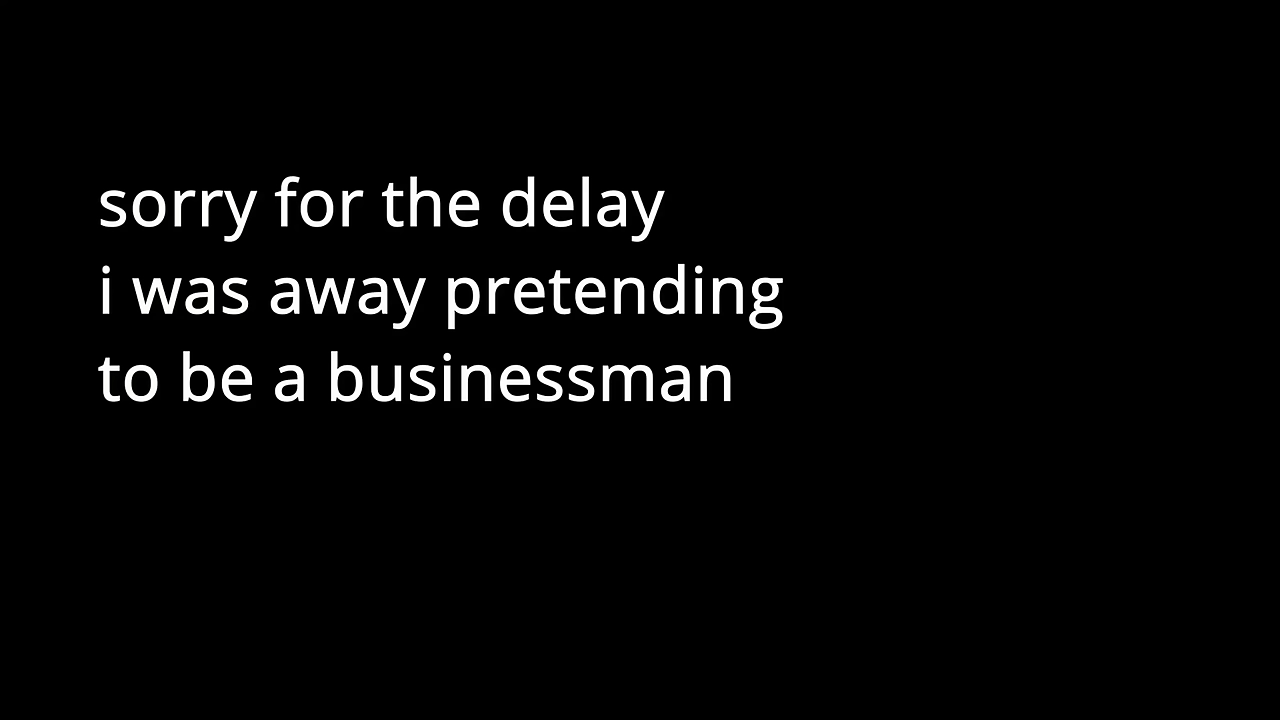 sorry for the delay
i was away pretending
to be a businessman